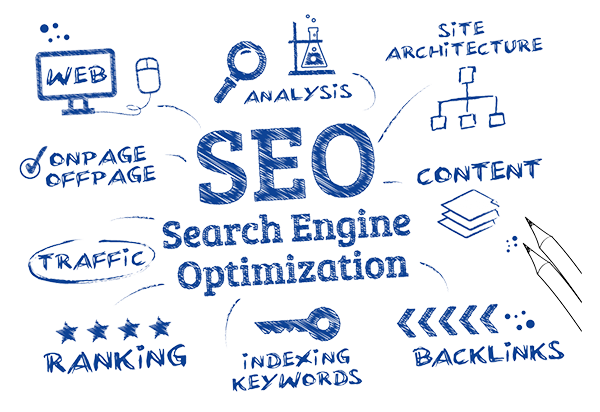 WEB
ANALYSIS
SITE
ARCHITECTURE
ONPAGE
OFFPAGE
SEO
CONTENT
Search Engine
Optimization
TRAFFIC
RANKING
INDEXING
KEYWORDS
BACKLINKS